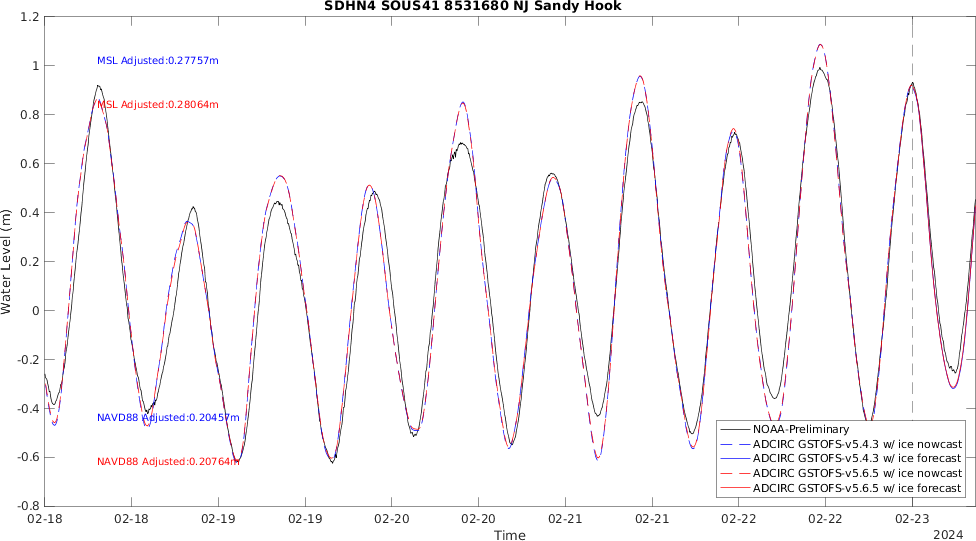 SDHN4 SOUS41 8531680 NJ Sandy Hook
1.2
1
0.8
0.6
0.4
0.2
0
-0.2
-0.4
-0.6
-0.8
Water Level (m)
MSL Adjusted:0.27757m
MSL Adjusted:0.28064m
NAVD88 Adjusted:0.20457m
NAVD88 Adjusted:0.20764m
NOAA-Preliminary
ADCIRC GSTOFS-v5.4.3 w/ ice nowcast
ADCIRC GSTOFS-v5.4.3 w/ ice forecast
ADCIRC GSTOFS-v5.6.5 w/ ice nowcast
ADCIRC GSTOFS-v5.6.5 w/ ice forecast
02-18 02-18 02-19 02-19 02-20 02-20 02-21 02-21 02-22 02-22 02-23
Time
2024